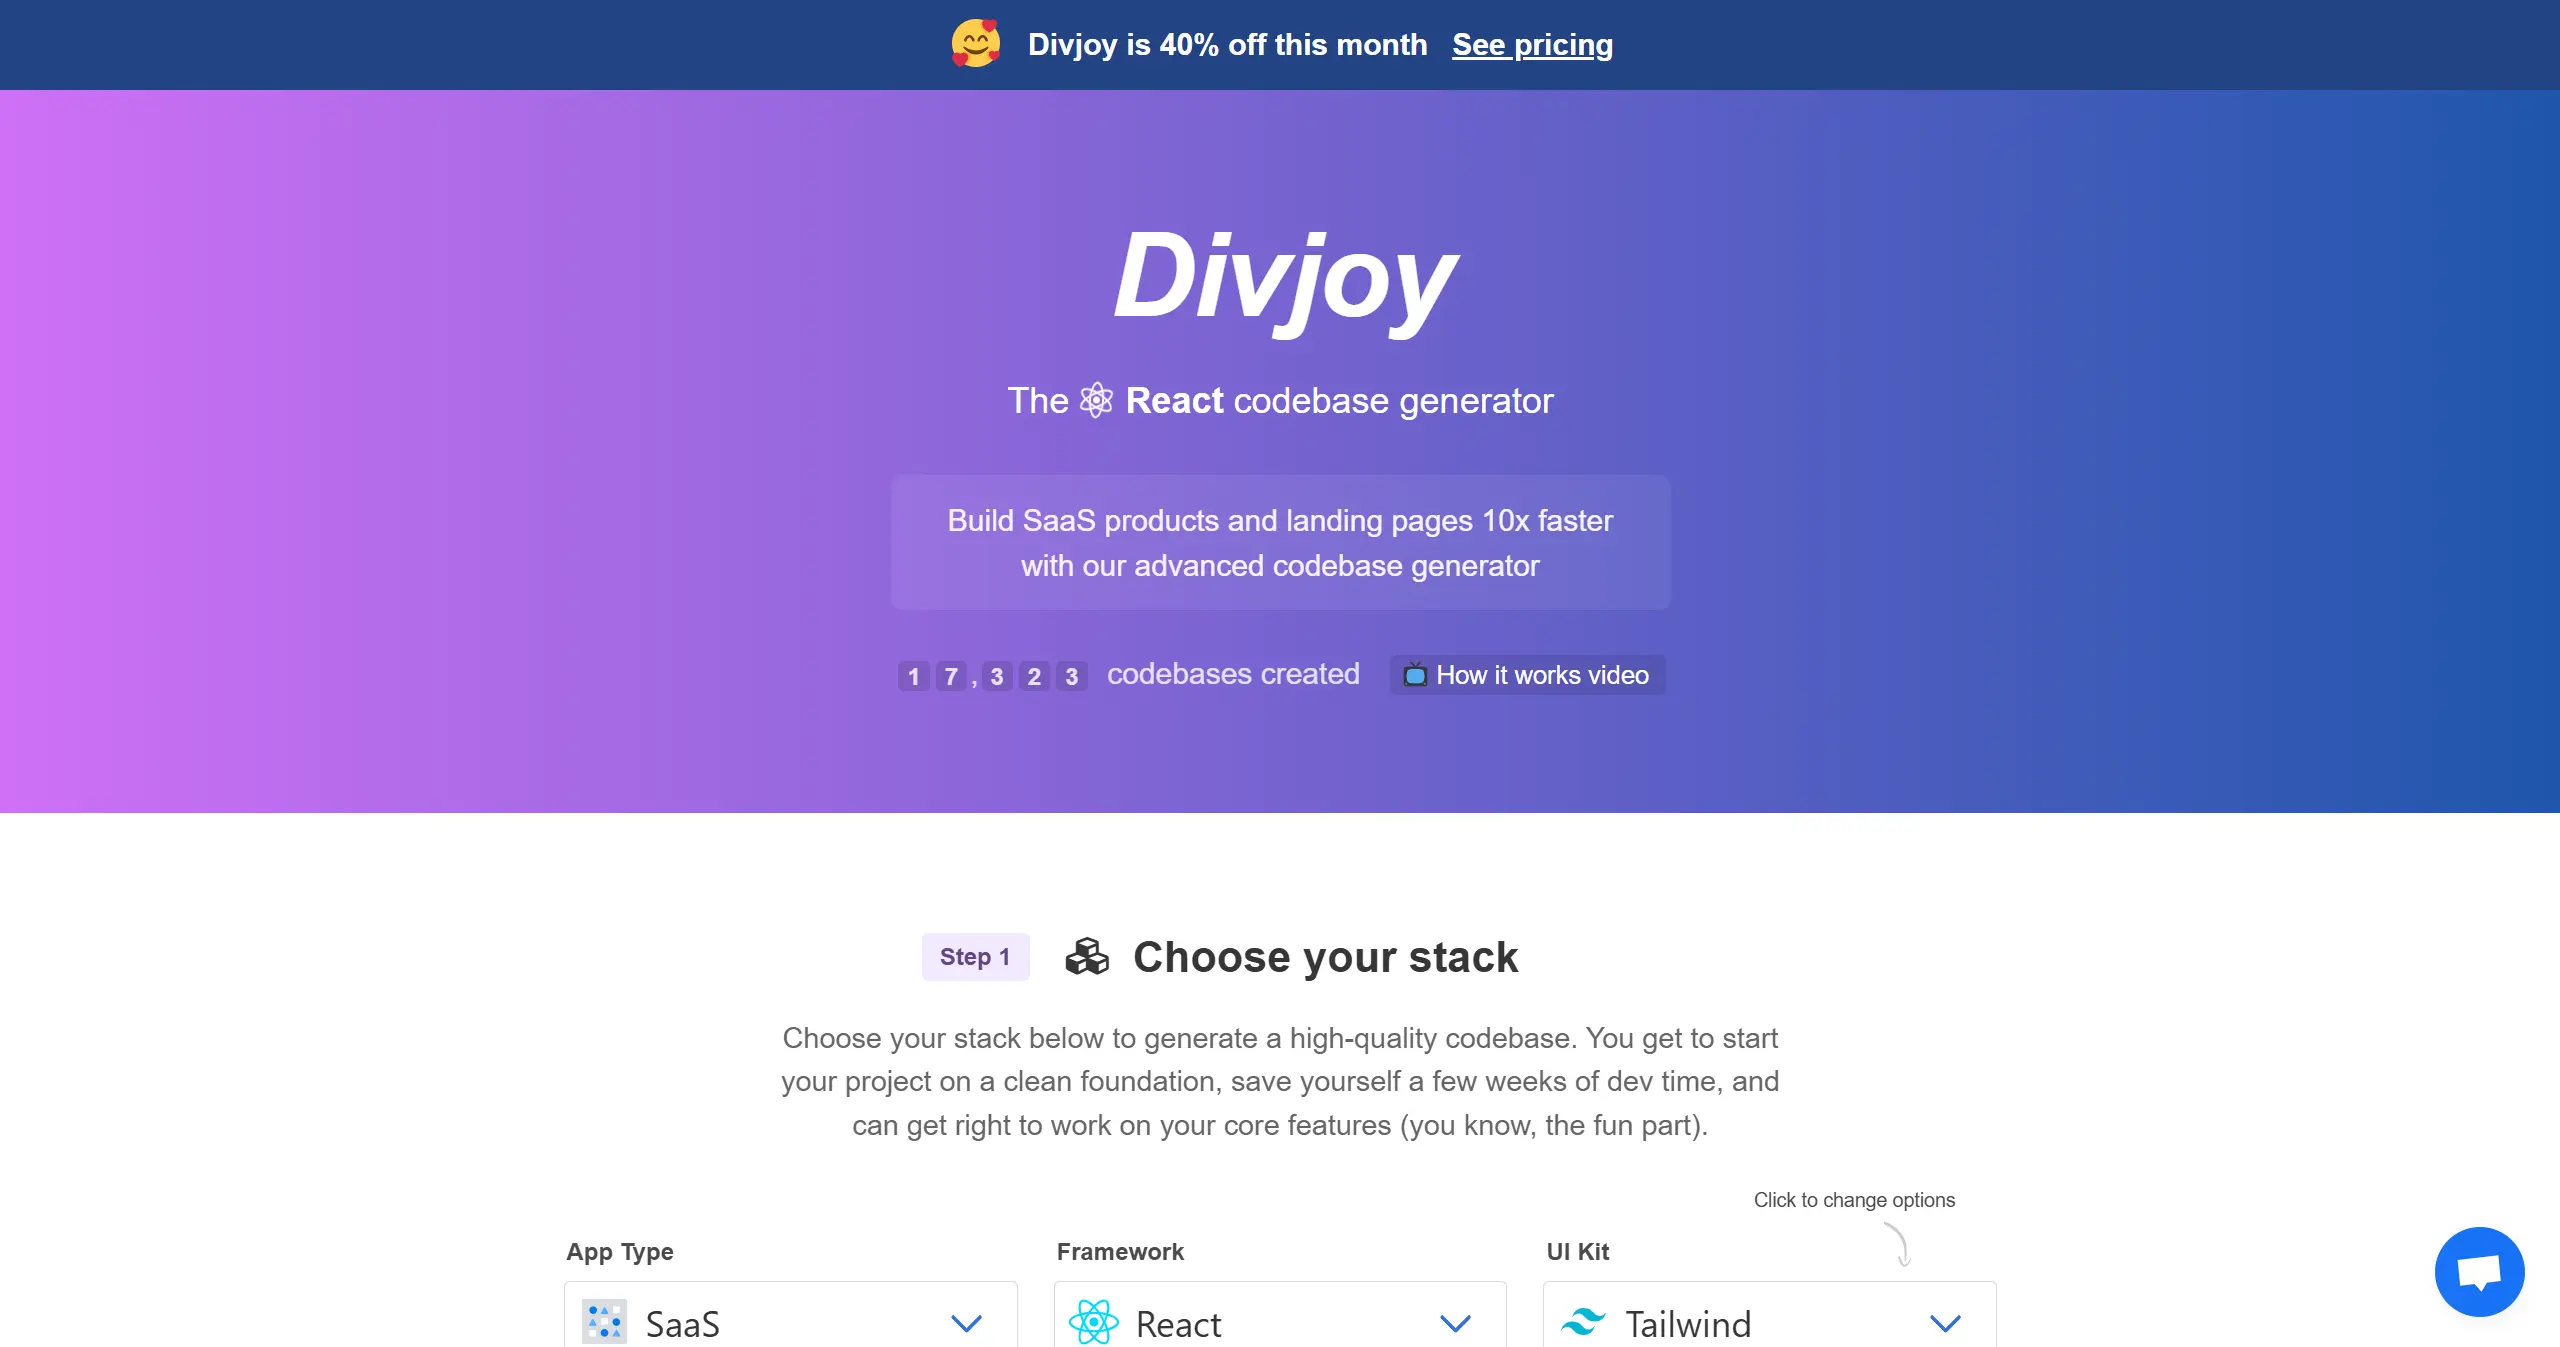 Divjoy is 40% off this month See pricing
Divjoy
The React codebase generator
Build SaaS products and landing pages 10x faster
with our advanced codebase generator
17,323 codebases created How it works video
Step 1 Choose your stack
Choose your stack below to generate a high-quality codebase. You get to start
your project on a clean foundation, save yourself a few weeks of dev time, and
can get right to work on your core features (you know, the fun part).
Click to change options
App Type
Framework
UI Kit
SaaS
React
Tailwind